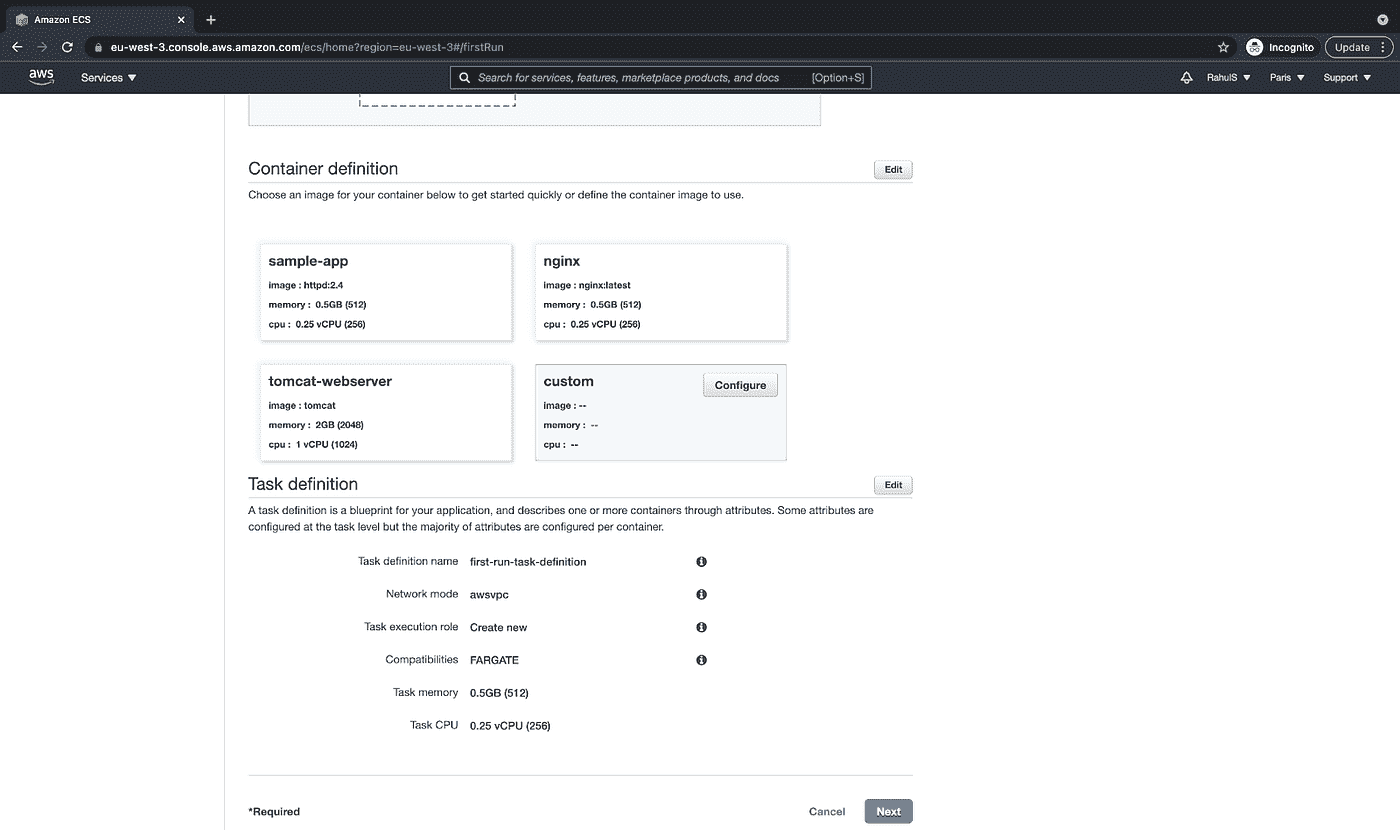 Amazon ECS
eu-west-3.console.aws.amazon.com/ecs/home?region=eu-west-3#/firstRun
Incognito
Update
aws
Services
Search for services, features, marketplace products, and docs
[Option+S]
RahulS
Paris
Support
Container definition
Edit
Choose an image for your container below to get started quickly or define the container image to use.
sample-app
image : httpd:2.4
memory : 0.5GB (512)
cpu : 0.25 vCPU (256)
nginx
image : nginx:latest
memory : 0.5GB (512)
cpu : 0.25 vCPU (256)
tomcat-webserver
image : tomcat
memory : 2GB (2048)
cpu : 1 vCPU (1024)
custom
Configure
image : --
memory : --
cpu : --
Task definition
Edit
A task definition is a blueprint for your application, and describes one or more containers through attributes. Some attributes are
configured at the task level but the majority of attributes are configured per container.
Task definition name first-run-task-definition
Network mode awsvpc
Task execution role Create new
Compatibilities FARGATE
Task memory 0.5GB (512)
Task CPU 0.25 vCPU (256)
*Required
Cancel
Next